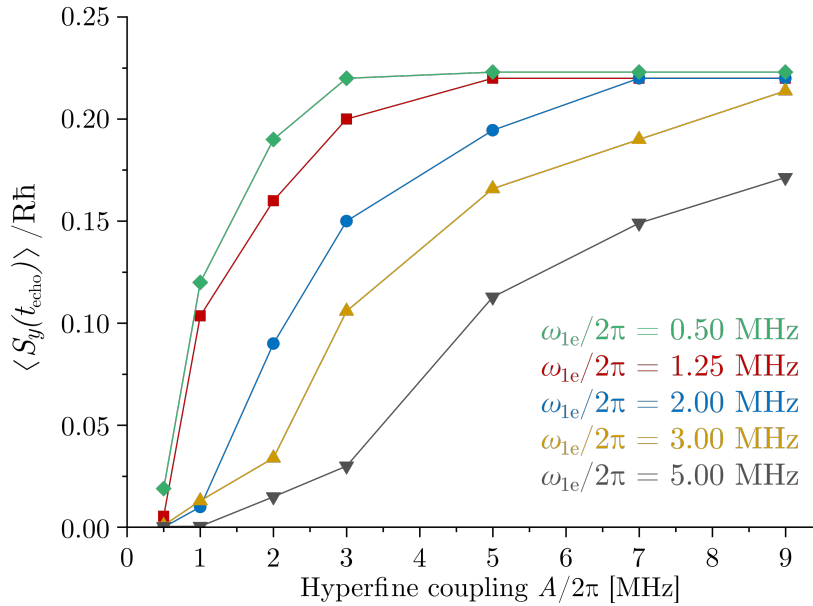 0.25
0.20
0.15
0.10
0.05
0.00
⟨S_y(t_echo)⟩ /Rħ
ω_1e/2π = 0.50 MHz
ω_1e/2π = 1.25 MHz
ω_1e/2π = 2.00 MHz
ω_1e/2π = 3.00 MHz
ω_1e/2π = 5.00 MHz
0 1 2 3 4 5 6 7 8 9
Hyperfine coupling A/2π [MHz]